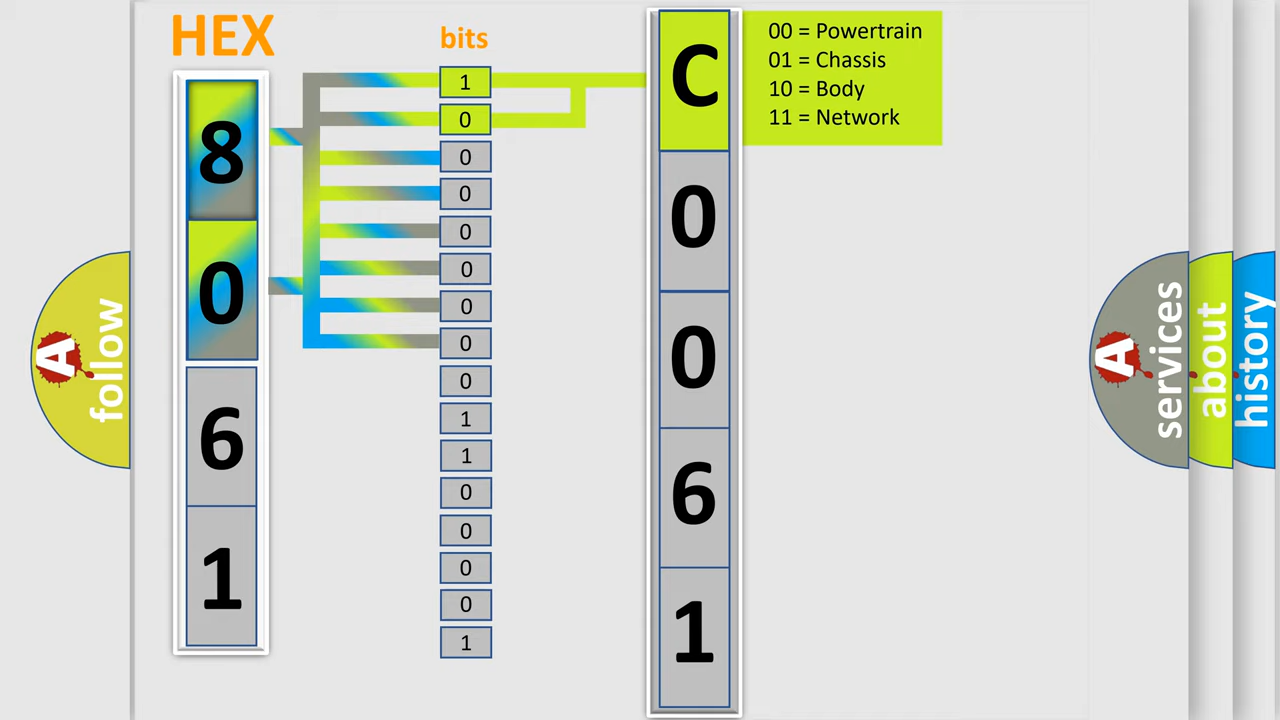 HEX
bits
8
0
6
1
1
0
0
0
0
0
0
0
0
1
1
0
0
0
0
1
C
0
0
6
1
00 = Powertrain
01 = Chassis
10 = Body
11 = Network
A
follow
A
services
about
history